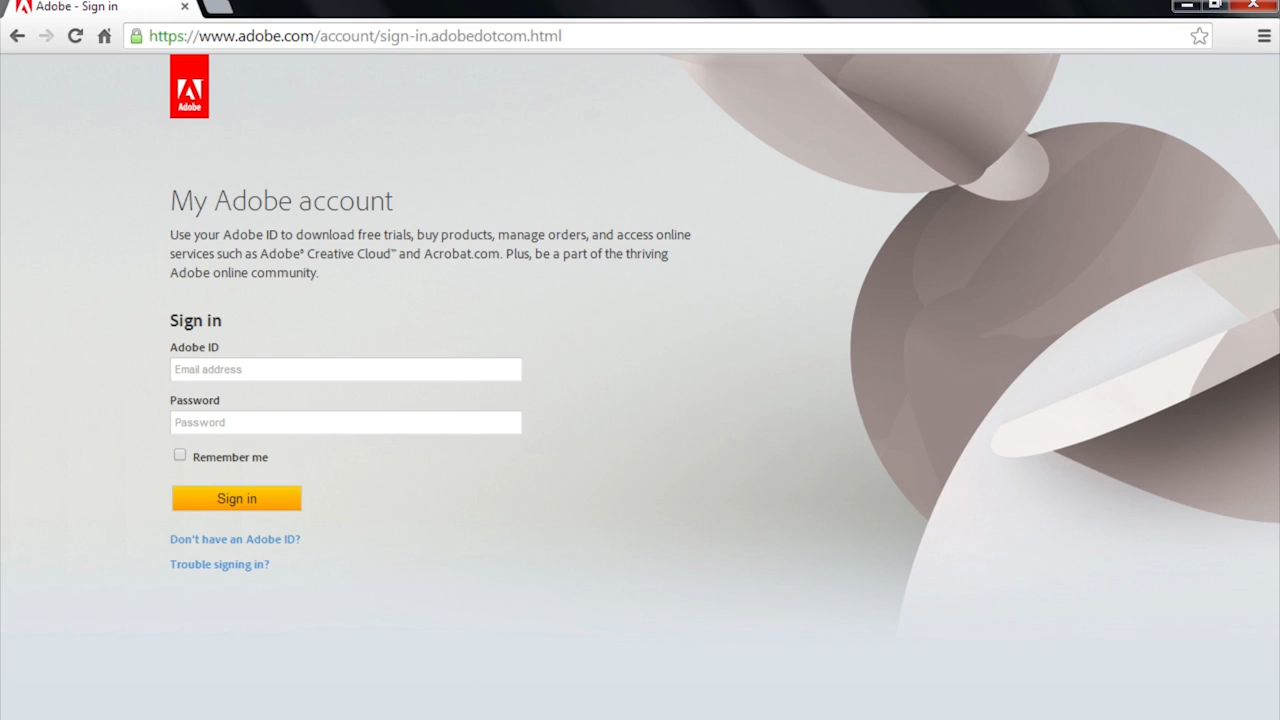 Adobe - Sign in
https://www.adobe.com/account/sign-in.adobedotcom.html
Adobe
My Adobe account
Use your Adobe ID to download free trials, buy products, manage orders, and access online
services such as Adobe® Creative Cloud™ and Acrobat.com. Plus, be a part of the thriving
Adobe online community.
Sign in
Adobe ID
Email address
Password
Password
Remember me
Sign in
Don't have an Adobe ID?
Trouble signing in?